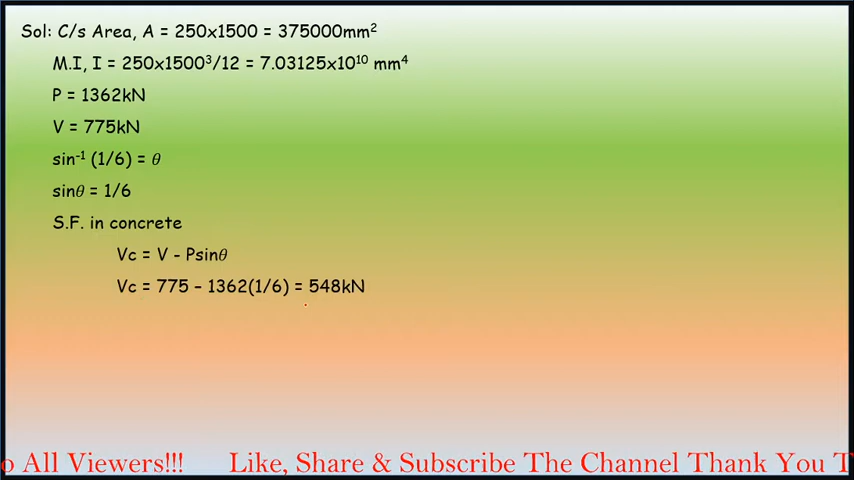 Sol: C/s Area, A = 250x1500 = 375000mm²
M.I, I = 250x1500³/12 = 7.03125x10¹⁰ mm⁴
P = 1362kN
V = 775kN
sin⁻¹ (1/6) = θ
sinθ = 1/6
S.F. in concrete
Vc = V - Psinθ
Vc = 775 – 1362(1/6) = 548kN
o All Viewers!!! Like, Share & Subscribe The Channel Thank You T